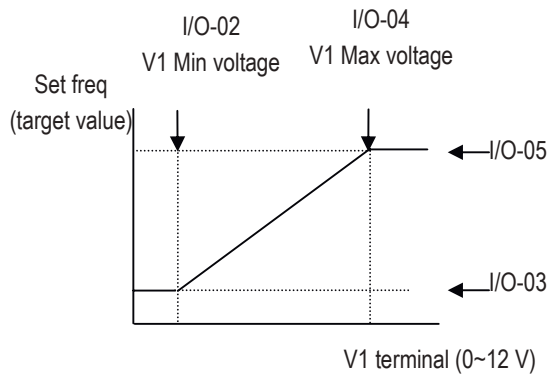 I/O-02
V1 Min voltage
I/O-04
V1 Max voltage
Set freq
(target value)
I/O-05
I/O-03
V1 terminal (0~12 V)